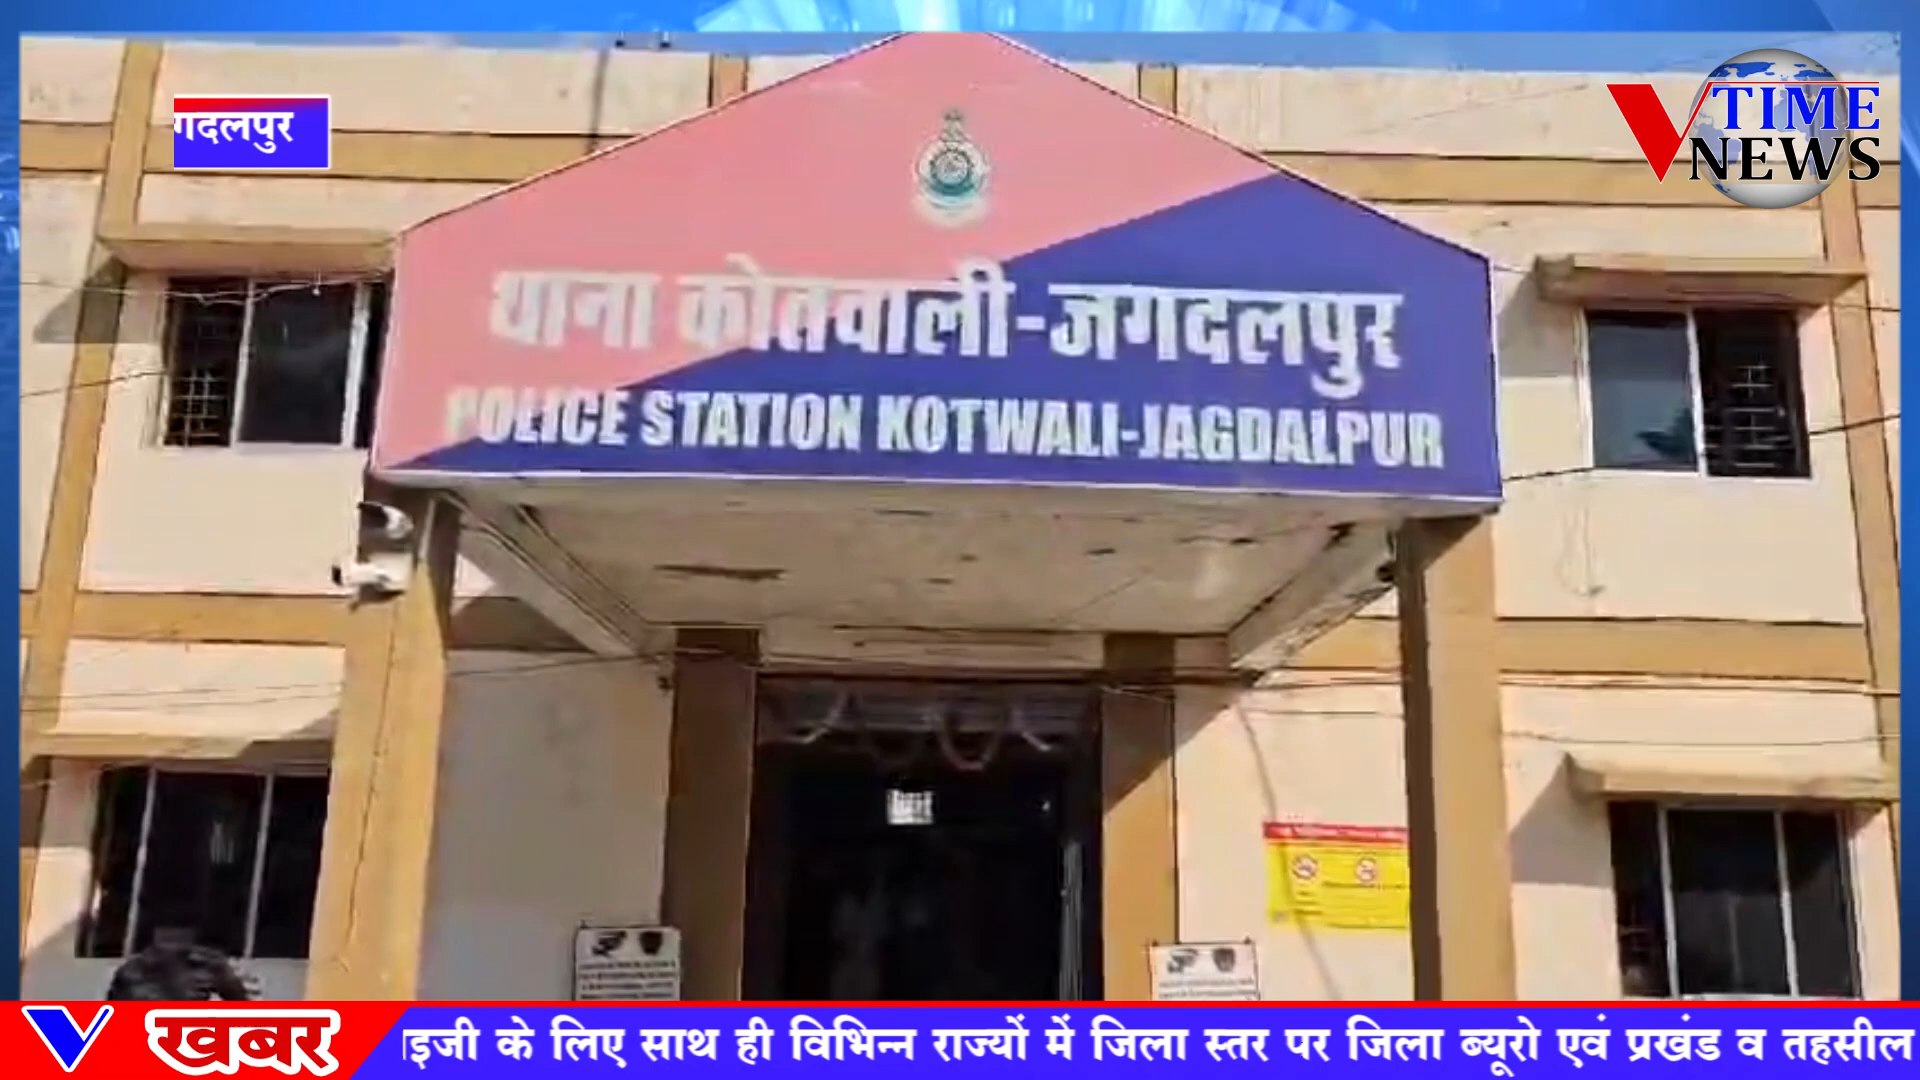 गदलपुर
V TIME
NEWS
थाना कोतवाली-जगदलपुर
POLICE STATION KOTWALI-JAGDALPUR
V खबर
इजी के लिए साथ ही विभिन्न राज्यों में जिला स्तर पर जिला ब्यूरो एवं प्रखंड व तहसील